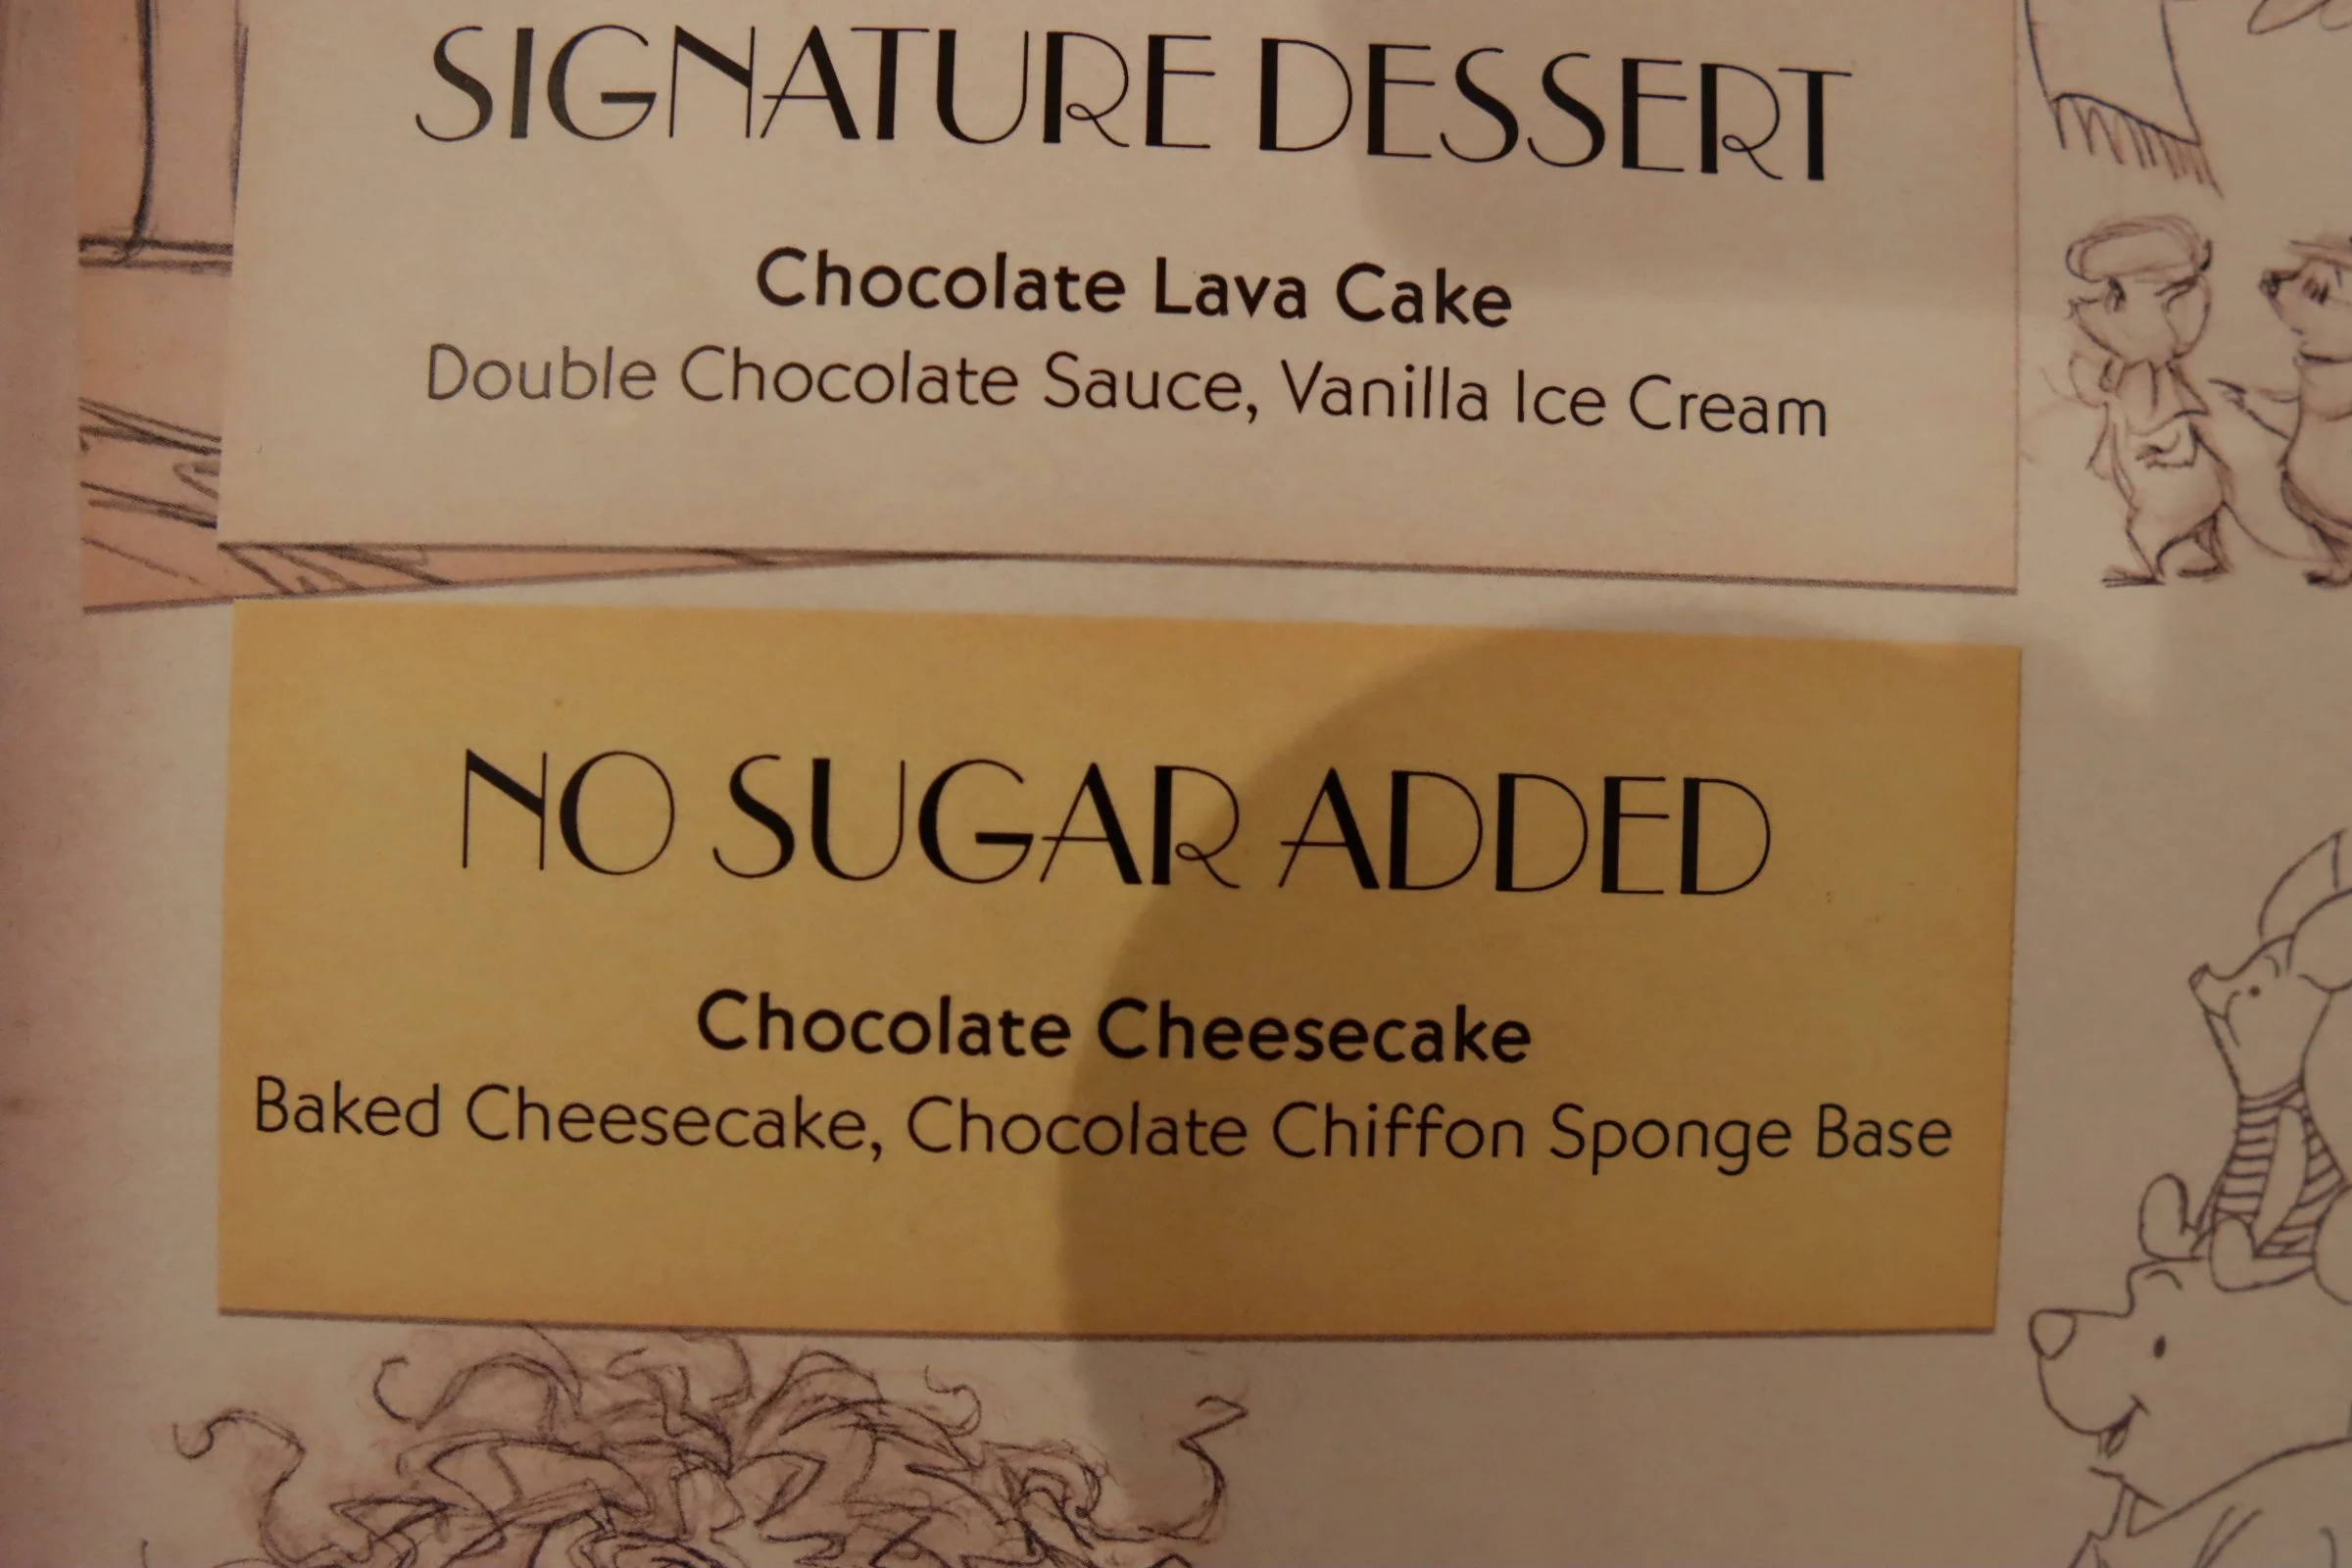 SIGNATURE DESSERT
Chocolate Lava Cake
Double Chocolate Sauce, Vanilla Ice Cream
NO SUGAR ADDED
Chocolate Cheesecake
Baked Cheesecake, Chocolate Chiffon Sponge Base